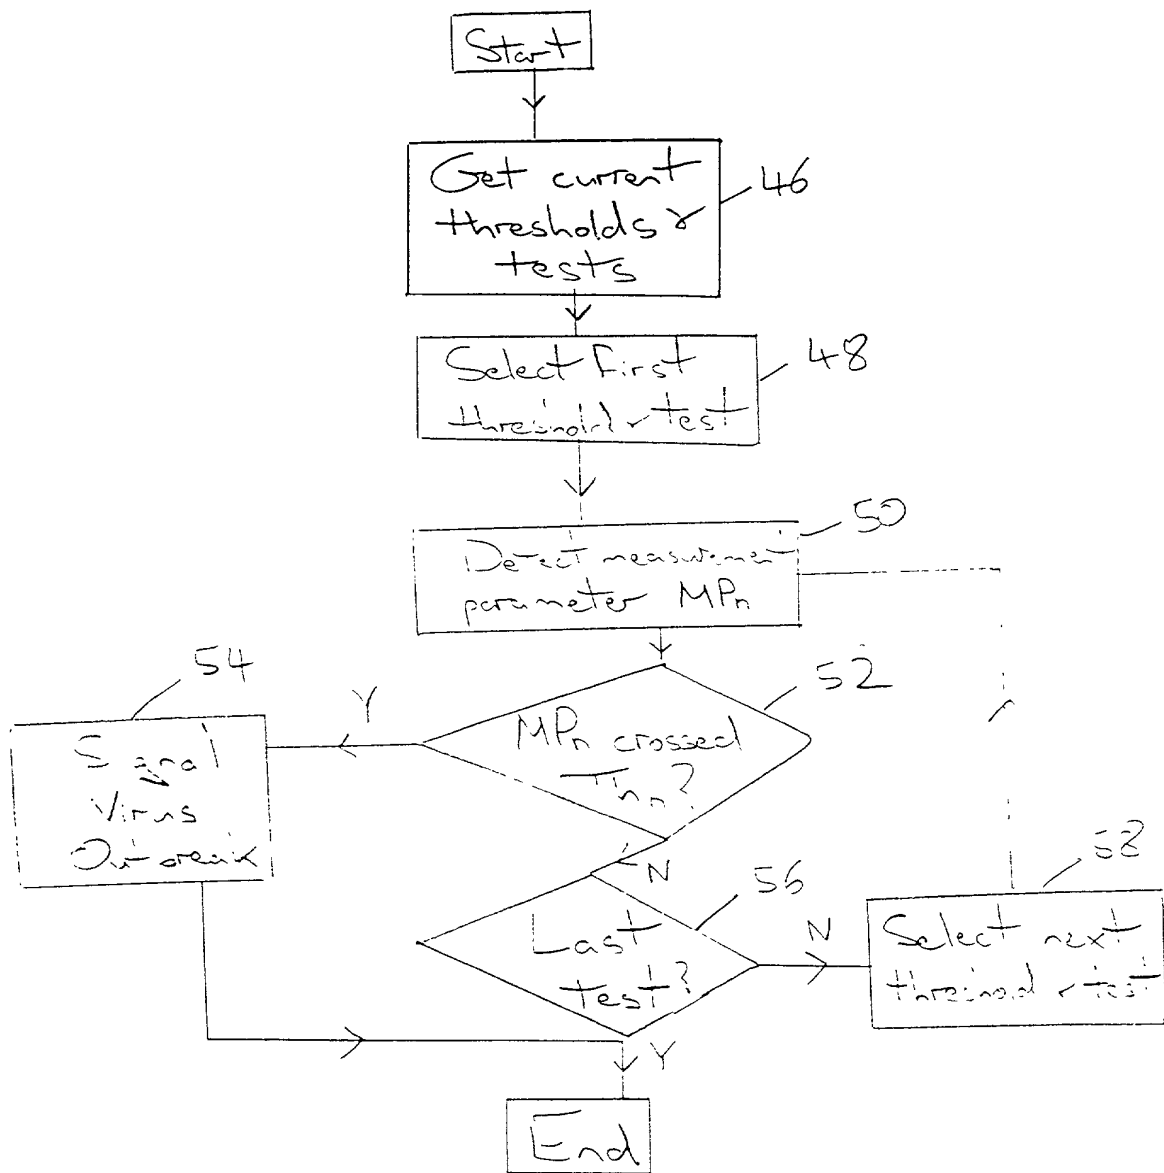 Start
Get current
thresholds &
tests
46
Select First
threshold & test
48
50
Detect measurement
parameter MPn
54
52
Y
MPn crossed
Thn?
Signal
Virus
Outbreak
N
56
58
Last
test?
N
Select next
threshold & test
Y
End